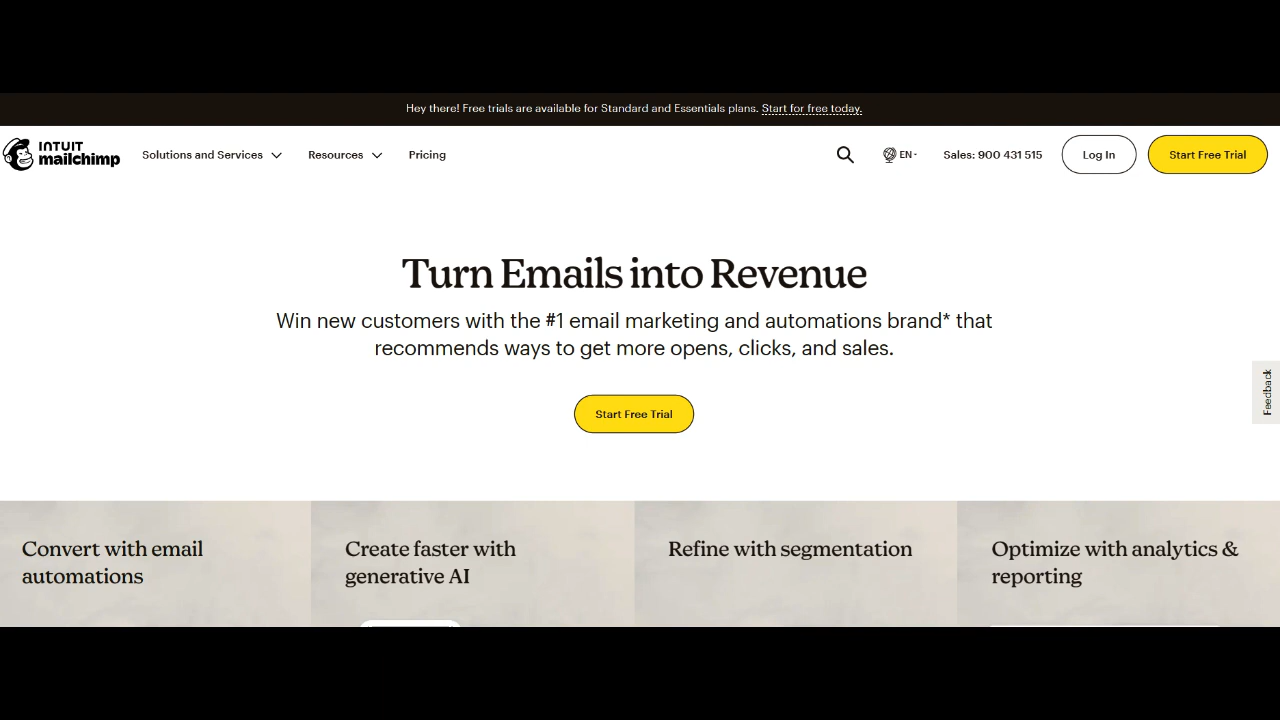 Hey there! Free trials are available for Standard and Essentials plans. Start for free today.
INTUIT
mailchimp
Solutions and Services
Resources
Pricing
EN
Sales: 900 431 515
Log In
Start Free Trial
Turn Emails into Revenue
Win new customers with the #1 email marketing and automations brand* that
recommends ways to get more opens, clicks, and sales.
Start Free Trial
Feedback
Convert with email
automations
Create faster with
generative AI
Refine with segmentation
Optimize with analytics &
reporting